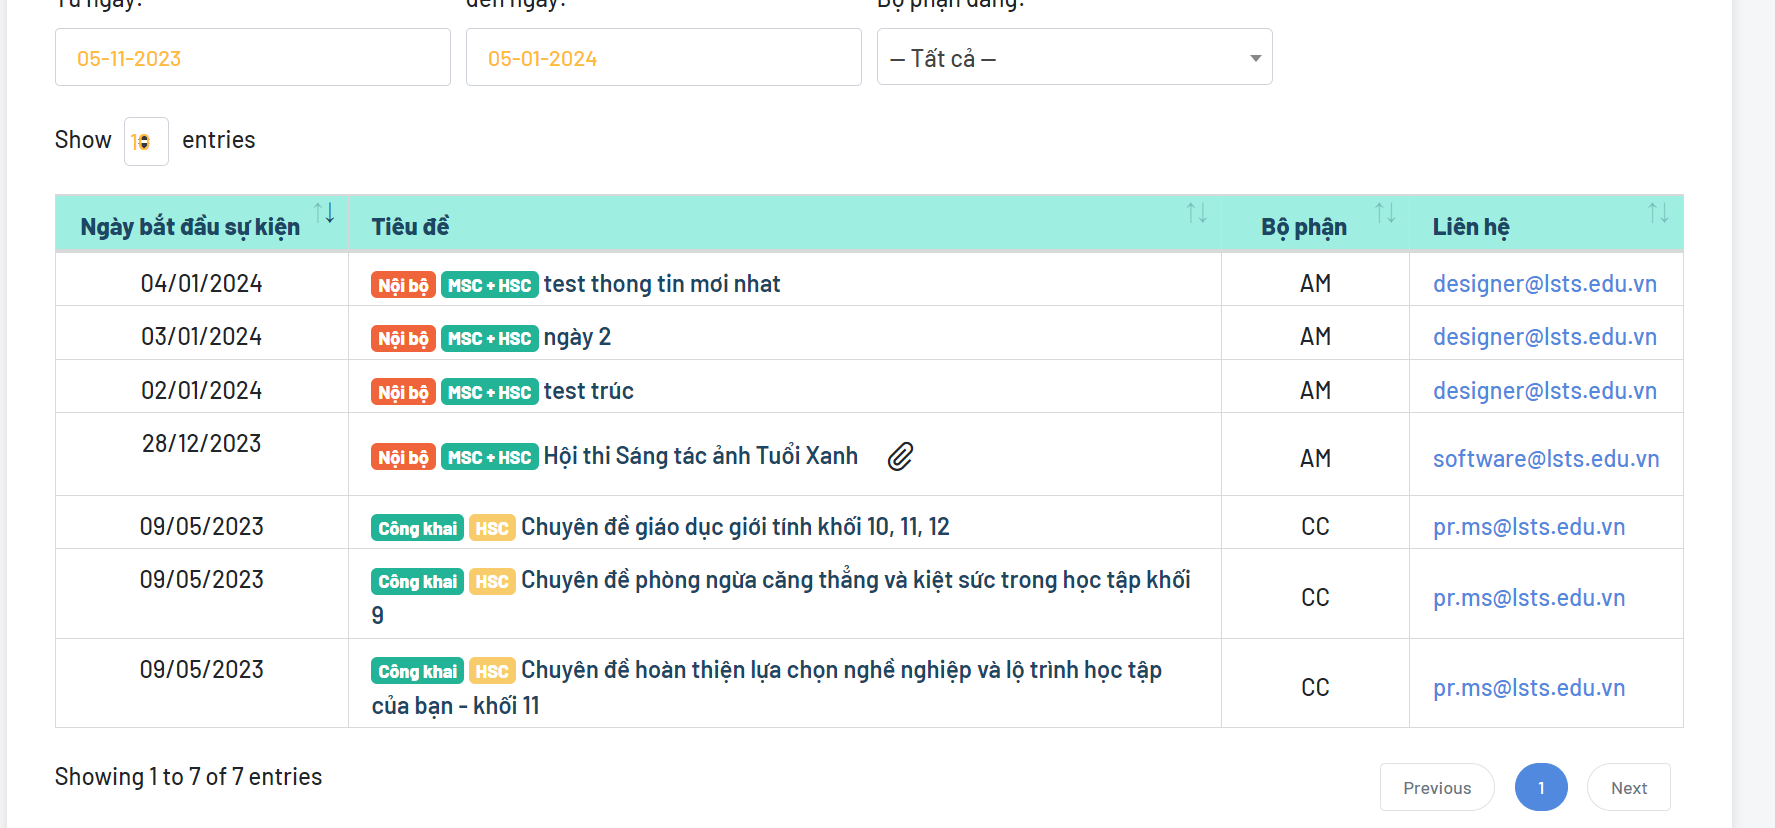 Từ ngày:
đến ngày:
Bộ phận đăng:
05-11-2023
05-01-2024
— Tất cả —
Show 10 entries
Ngày bắt đầu sự kiện
Tiêu đề
Bộ phận
Liên hệ
04/01/2024
Nội bộ MSC + HSC test thong tin mơi nhat
AM
designer@lsts.edu.vn
03/01/2024
Nội bộ MSC + HSC ngày 2
AM
designer@lsts.edu.vn
02/01/2024
Nội bộ MSC + HSC test trúc
AM
designer@lsts.edu.vn
28/12/2023
Nội bộ MSC + HSC Hội thi Sáng tác ảnh Tuổi Xanh
AM
software@lsts.edu.vn
09/05/2023
Công khai HSC Chuyên đề giáo dục giới tính khối 10, 11, 12
CC
pr.ms@lsts.edu.vn
09/05/2023
Công khai HSC Chuyên đề phòng ngừa căng thẳng và kiệt sức trong học tập khối
9
CC
pr.ms@lsts.edu.vn
09/05/2023
Công khai HSC Chuyên đề hoàn thiện lựa chọn nghề nghiệp và lộ trình học tập
của bạn - khối 11
CC
pr.ms@lsts.edu.vn
Showing 1 to 7 of 7 entries
Previous
1
Next